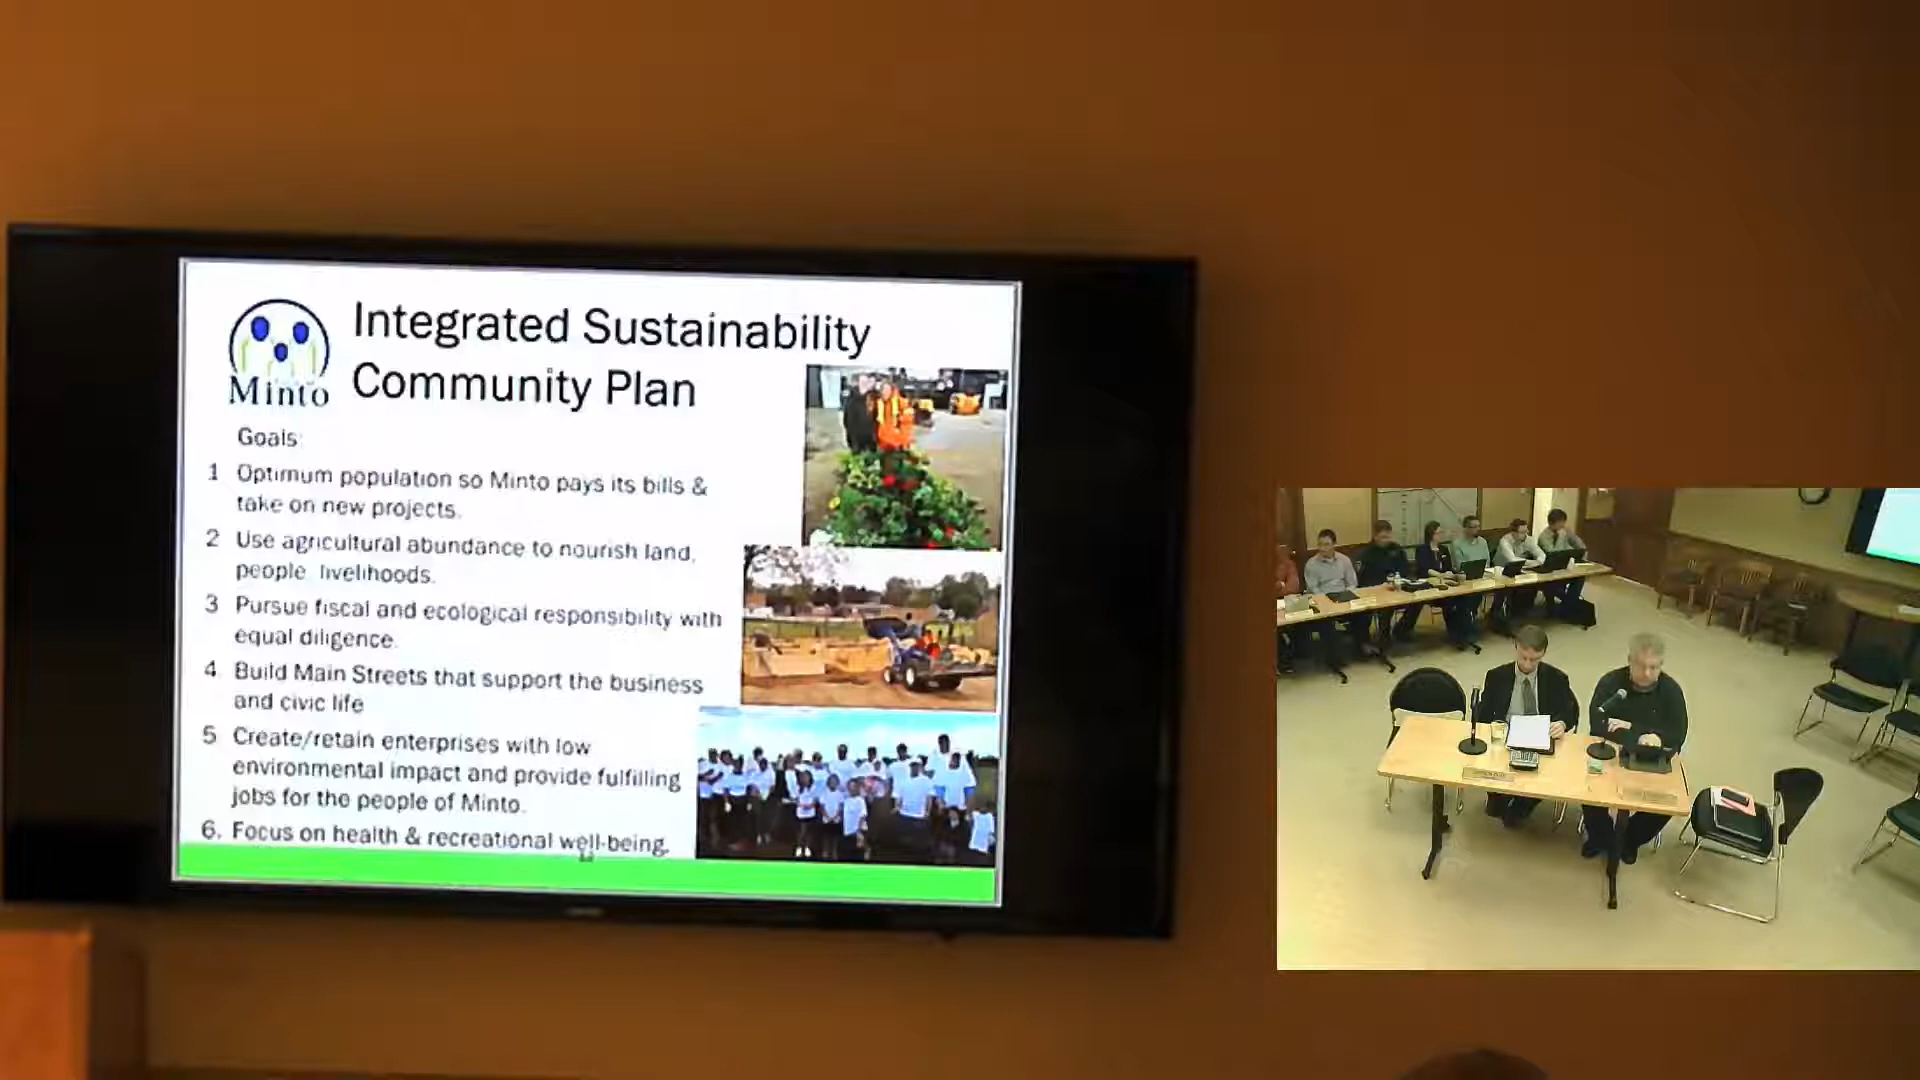 Integrated Sustainability
Community Plan
Minto
Goals:
1 Optimum population so Minto pays its bills &
take on new projects.
2 Use agricultural abundance to nourish land,
people, livelihoods.
3 Pursue fiscal and ecological responsibility with
equal diligence.
4 Build Main Streets that support the business
and civic life
5 Create/retain enterprises with low
environmental impact and provide fulfilling
jobs for the people of Minto.
6. Focus on health & recreational well-being.